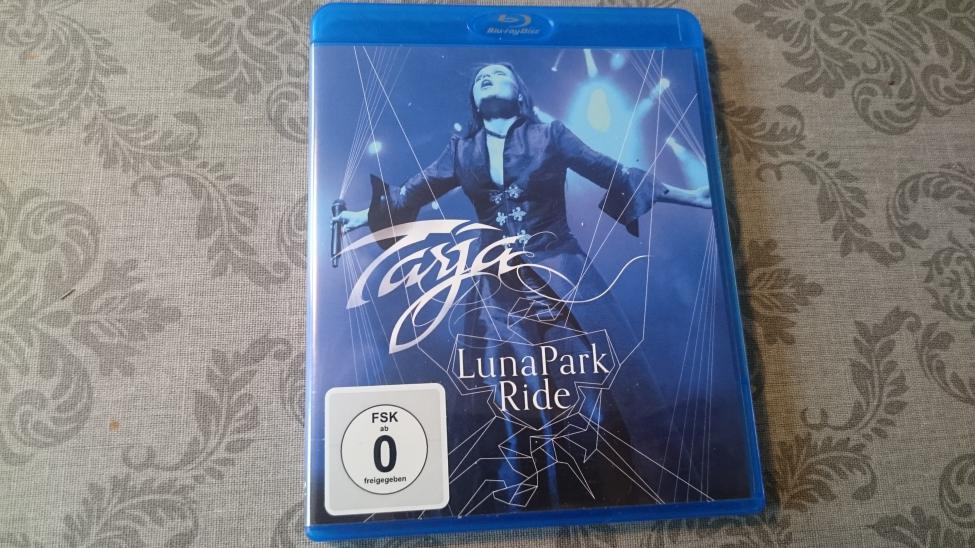 Blu-ray Disc
Tarja
LunaPark
Ride
FSK
ab
0
freigegeben